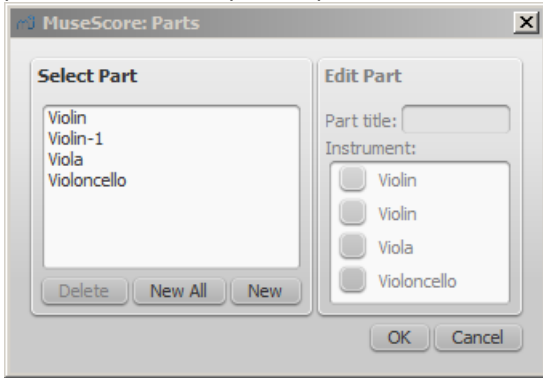 MuseScore: Parts
Select Part
Violin
Violin-1
Viola
Violoncello
Delete
New All
New
Edit Part
Part title:
Instrument:
Violin
Violin
Viola
Violoncello
OK
Cancel